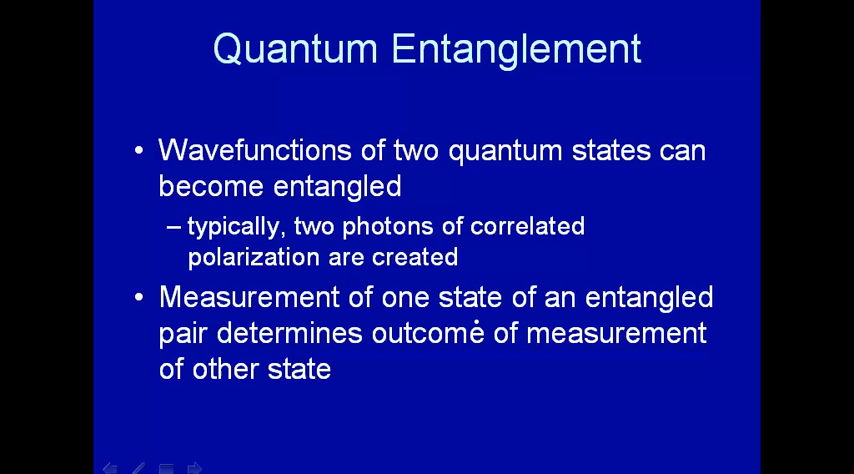 Quantum Entanglement
• Wavefunctions of two quantum states can
become entangled
– typically, two photons of correlated
polarization are created
• Measurement of one state of an entangled
pair determines outcome of measurement
of other state